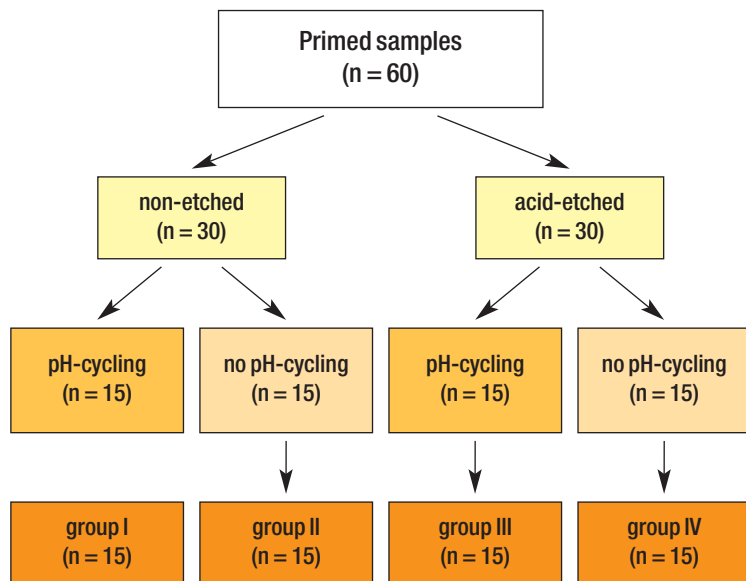 Primed samples
(n = 60)
non-etched
(n = 30)
acid-etched
(n = 30)
pH-cycling
(n = 15)
no pH-cycling
(n = 15)
pH-cycling
(n = 15)
no pH-cycling
(n = 15)
group I
(n = 15)
group II
(n = 15)
group III
(n = 15)
group IV
(n = 15)